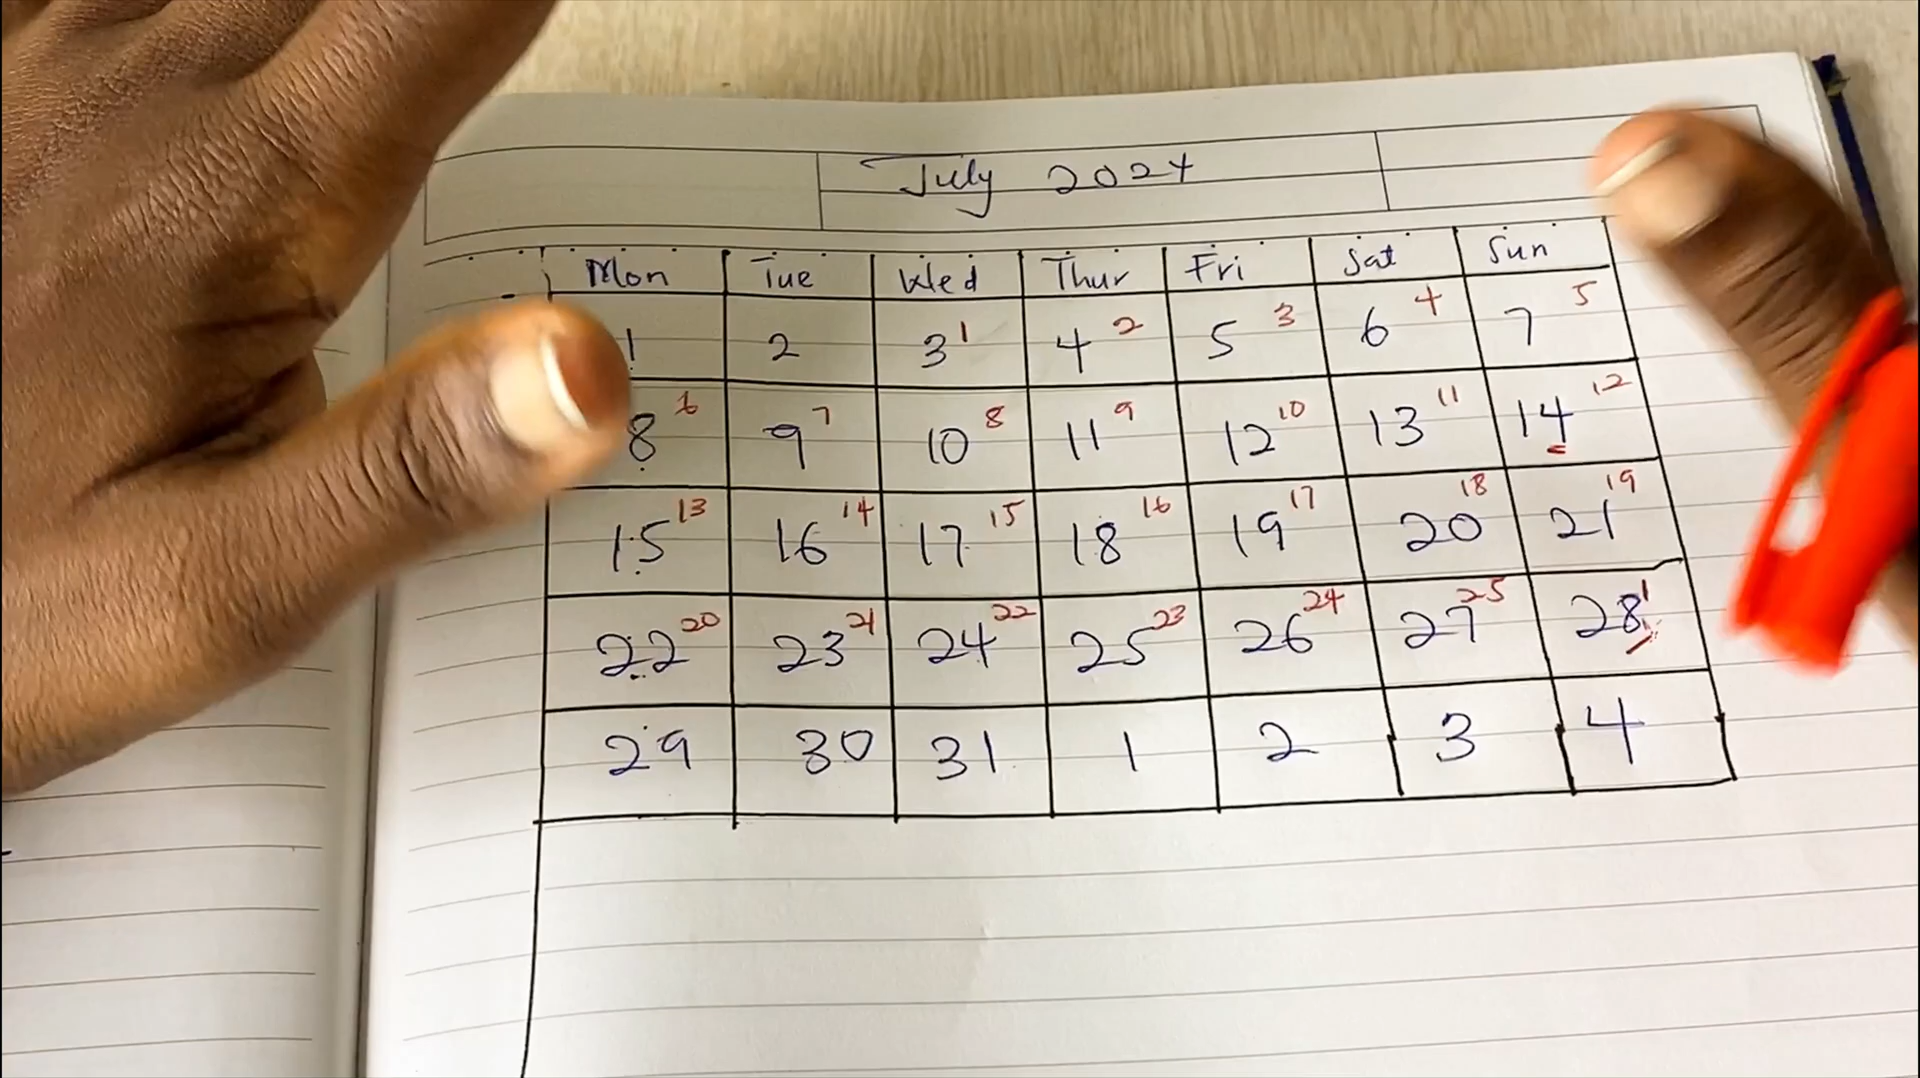 July 2024
Mon Tue Wed Thur Fri Sat Sun
1 2 3 1 4 2 5 3 6 4 7 5
8 6 9 7 10 8 11 9 12 10 13 11 14 12
15 13 16 14 17 15 18 16 19 17 20 18 21 19
22 20 23 21 24 22 25 23 26 24 27 25 28 1
29 30 31 1 2 3 4